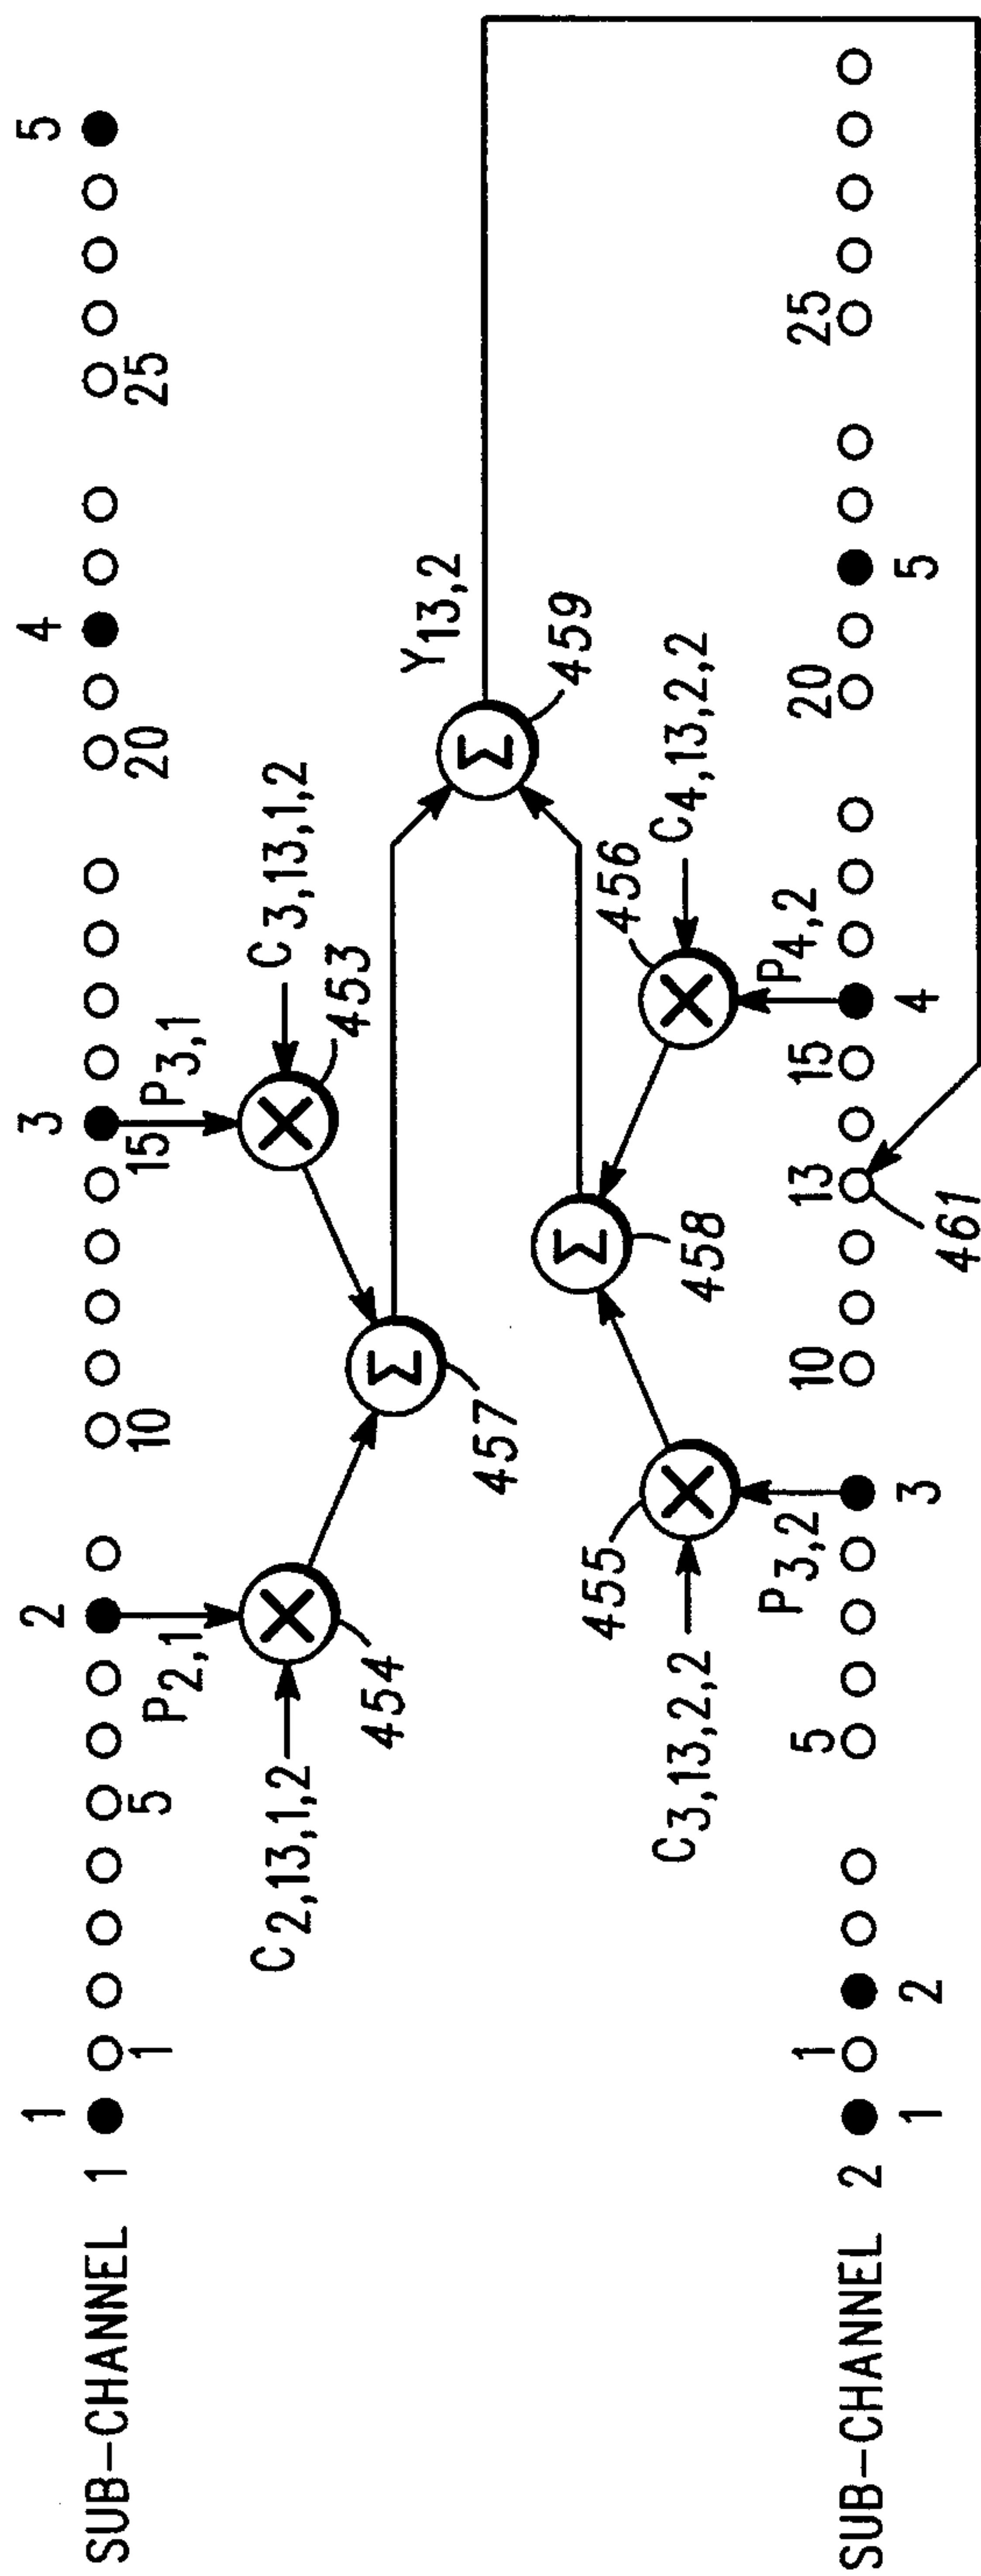 1 2 3 4 5
SUB-CHANNEL 1
1 5 10 15 20 25
P2,1 P3,1
C2,13,1,2 454 453 C3,13,1,2
457
Y13,2
459
458
C3,13,2,2 455 456 C4,13,2,2
P3,2 P4,2
1 5 10 13 15 20 25
SUB-CHANNEL 2
1 2 3 4 5
461